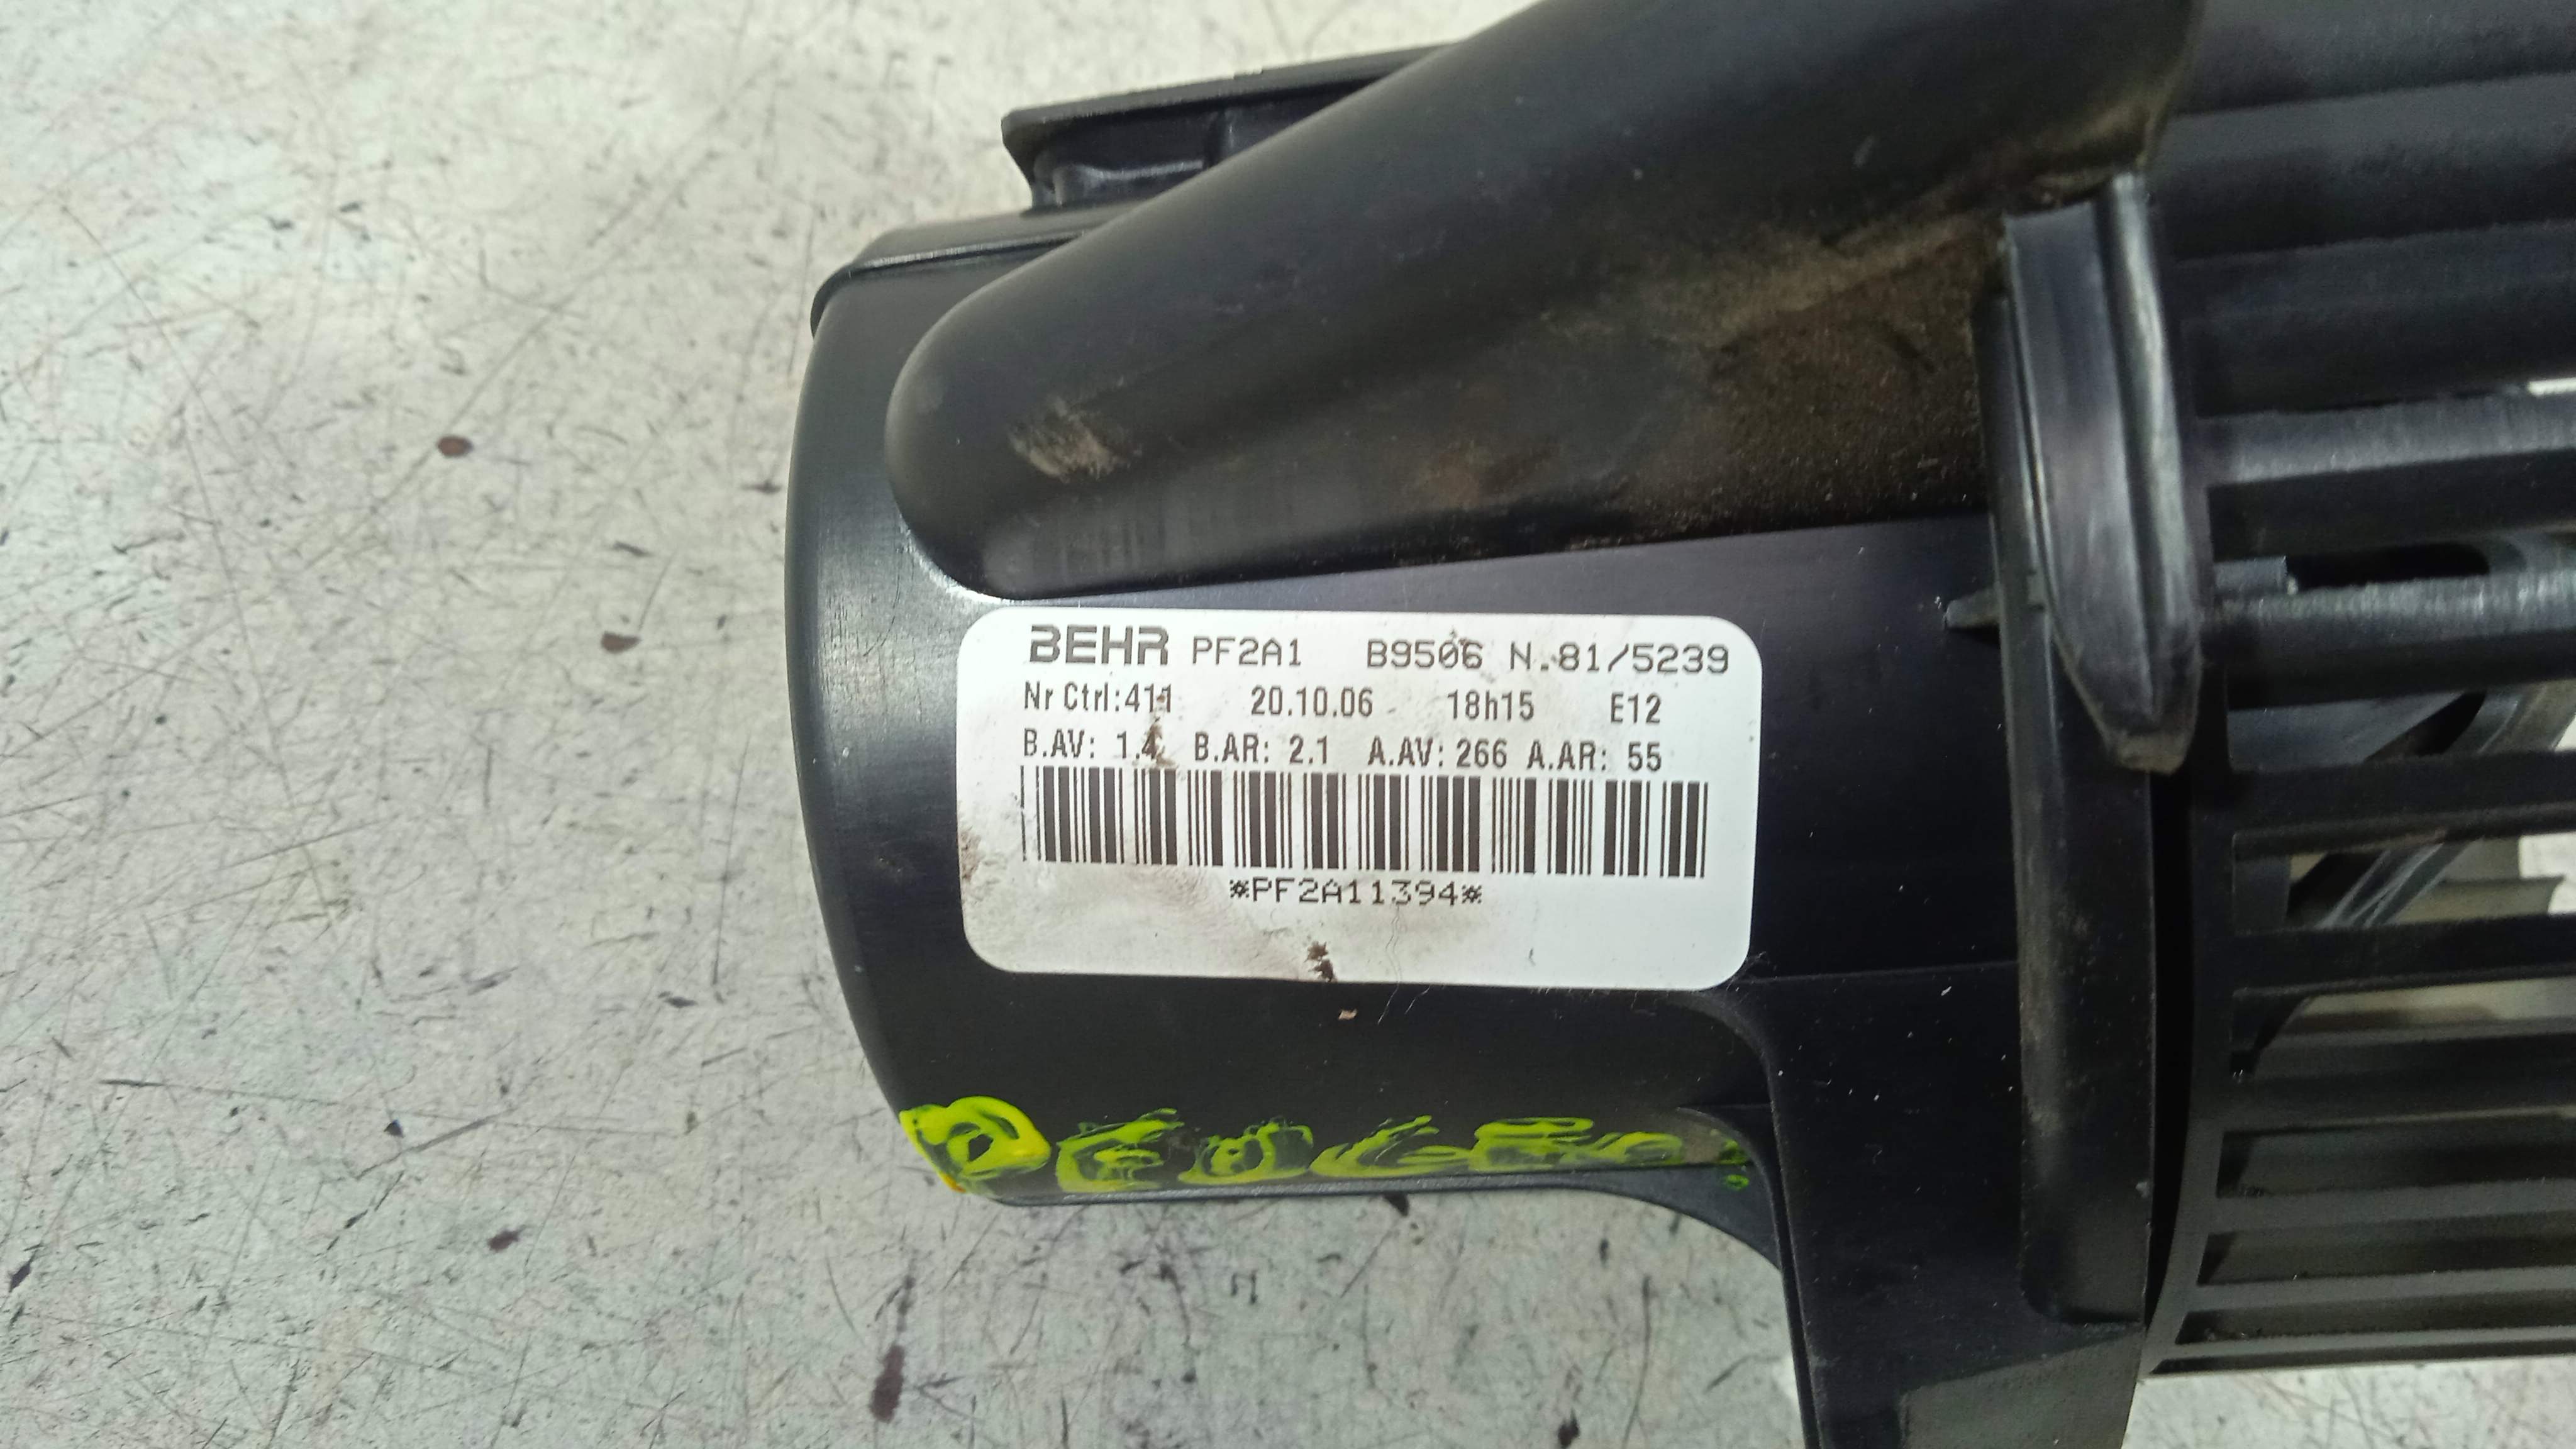 BEHR PF2A1 B9506 N.81/5239
Nr Ctrl:411 20.10.06 18h15 E12
B.AV: 1.4 B.AR: 2.1 A.AV: 266 A.AR: 55
*PF2A11394*